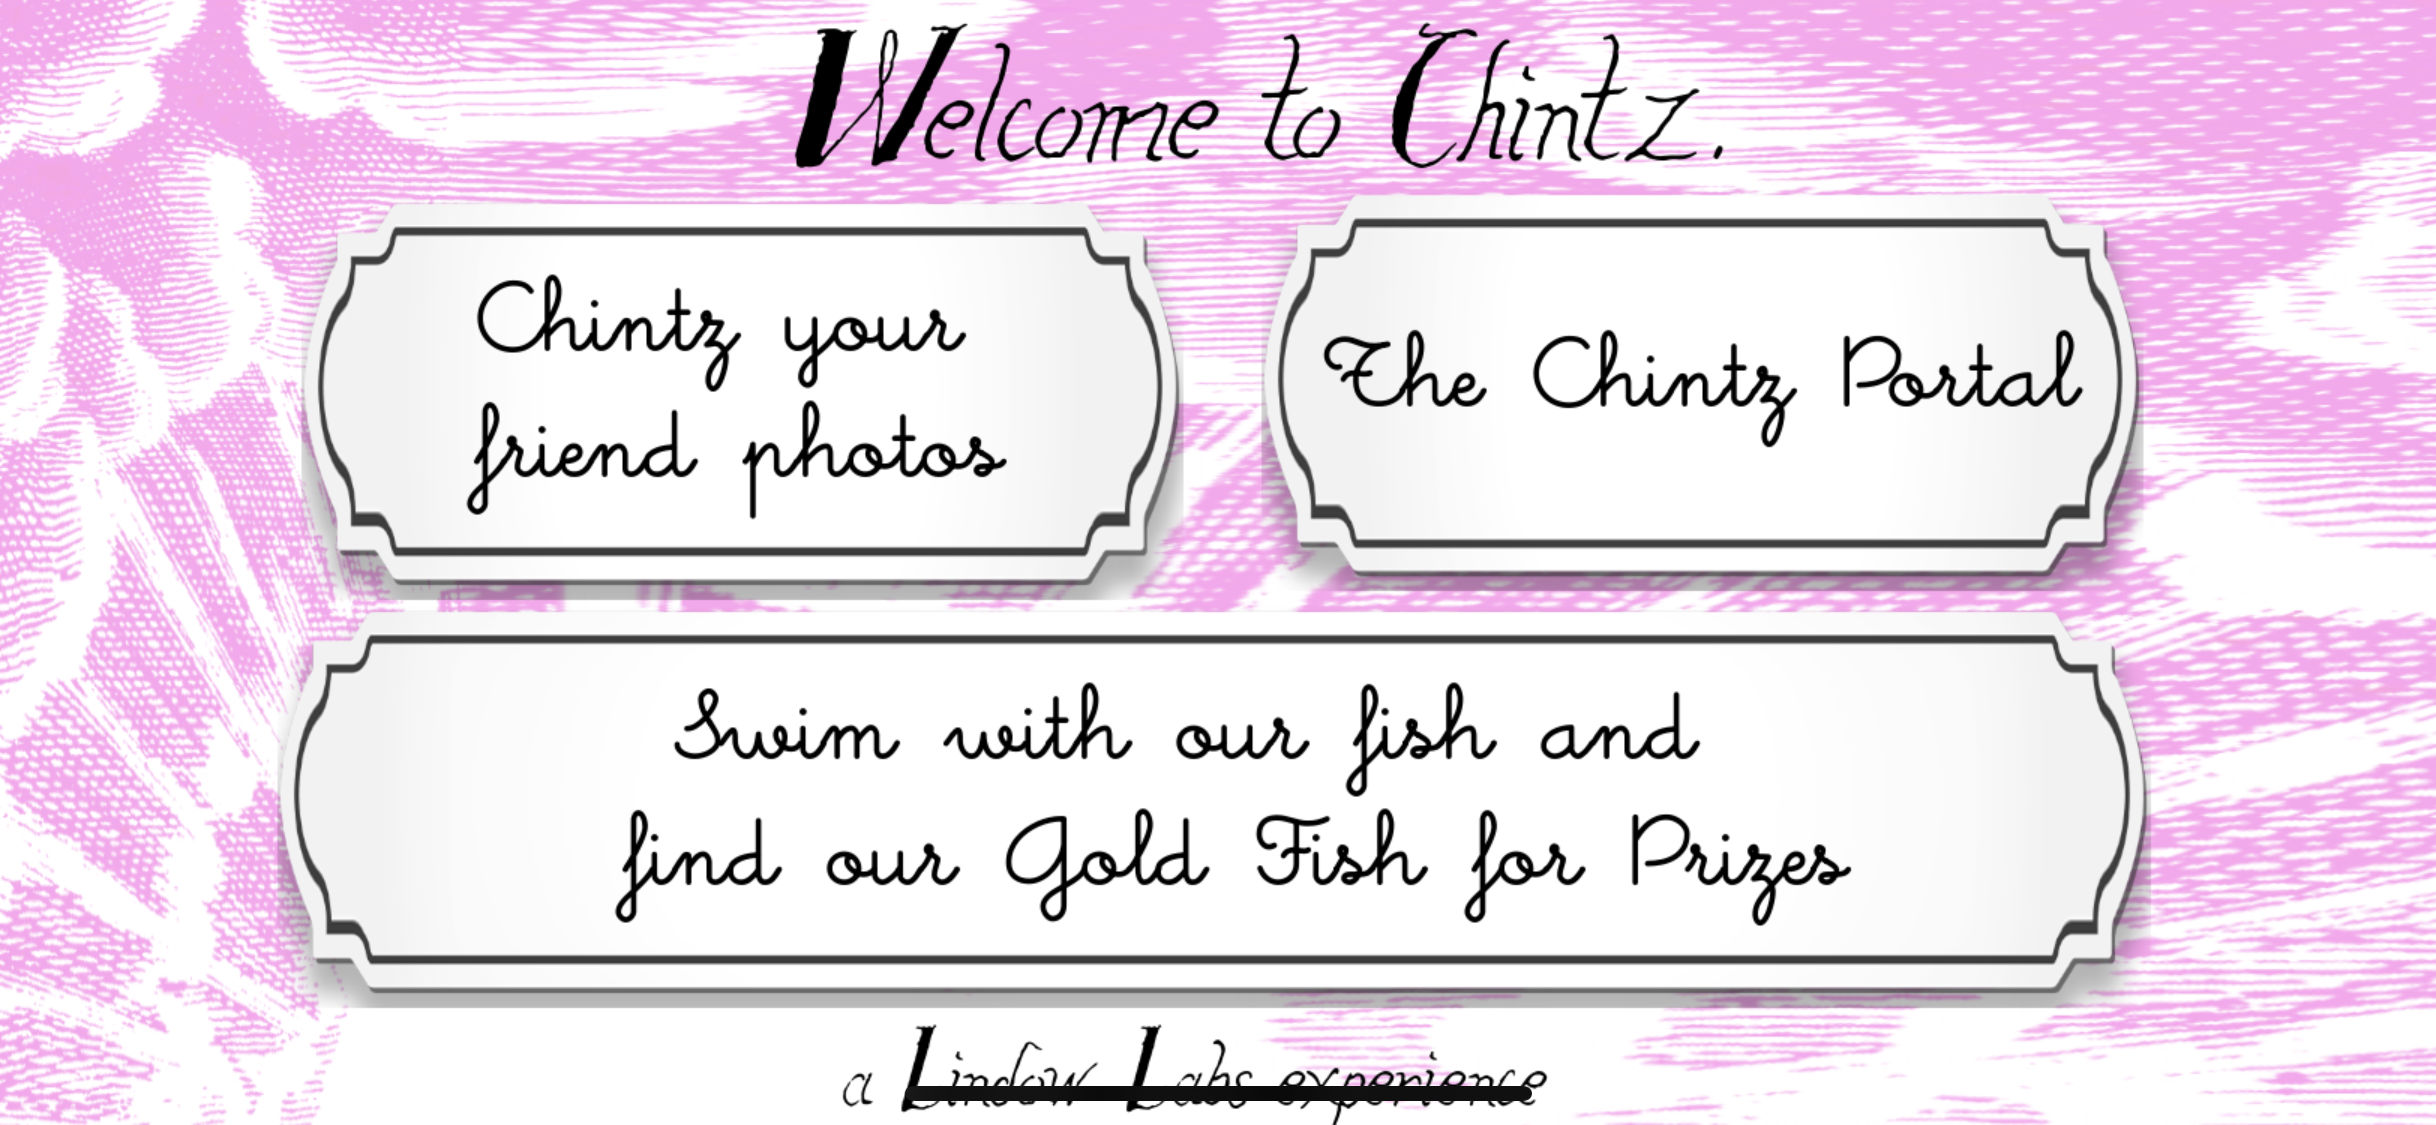 Welcome to Chintz.
Chintz your
friend photos
The Chintz Portal
Swim with our fish and
find our Gold Fish for Prizes
a Lindow Labs experience